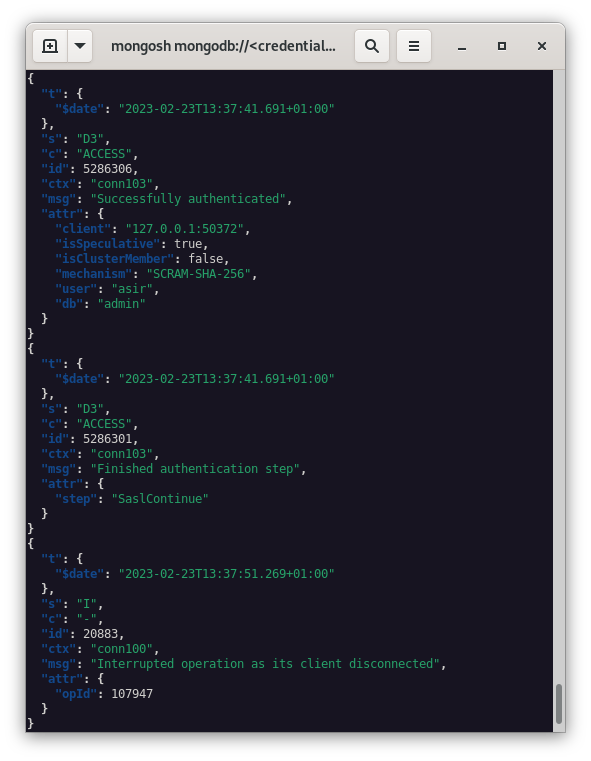 mongosh mongodb://<credential...
{
  "t": {
    "$date": "2023-02-23T13:37:41.691+01:00"
  },
  "s": "D3",
  "c": "ACCESS",
  "id": 5286306,
  "ctx": "conn103",
  "msg": "Successfully authenticated",
  "attr": {
    "client": "127.0.0.1:50372",
    "isSpeculative": true,
    "isClusterMember": false,
    "mechanism": "SCRAM-SHA-256",
    "user": "asir",
    "db": "admin"
  }
}
{
  "t": {
    "$date": "2023-02-23T13:37:41.691+01:00"
  },
  "s": "D3",
  "c": "ACCESS",
  "id": 5286301,
  "ctx": "conn103",
  "msg": "Finished authentication step",
  "attr": {
    "step": "SaslContinue"
  }
}
{
  "t": {
    "$date": "2023-02-23T13:37:51.269+01:00"
  },
  "s": "I",
  "c": "-",
  "id": 20883,
  "ctx": "conn100",
  "msg": "Interrupted operation as its client disconnected",
  "attr": {
    "opId": 107947
  }
}